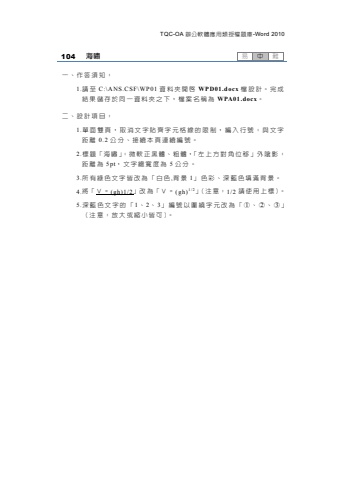 TQC-OA 辦公軟體應用類授權題庫-Word 2010
104 海嘯 易 中 難
一、作答須知：
1.請至 C:\ANS.CSF\WP01 資料夾開啓 WPD01.docx 檔設計。完成
結果儲存於同一資料夾之下，檔案名稱為 WPA01.docx。
二、設計項目：
1.單面雙頁，取消文字貼齊字元格線的限制，編入行號，與文字
距離 0.2 公分、接續本頁連續編號。
2.標題「海嘯」：微軟正黑體、粗體、「左上方對角位移」外陰影，
距離為 5pt，文字繞寬度為 5 公分。
3.所有綠色文字皆改為「白色,背景 1」色彩、深藍色填滿背景。
4.將「V = (gh)1/2」改為「V = (gh)1/2」（注意，1/2 請使用上標）。
5.深藍色文字的「1、2、3」編號以圍繞字元改為「①、②、③」
（注意，放大或縮小皆可）。